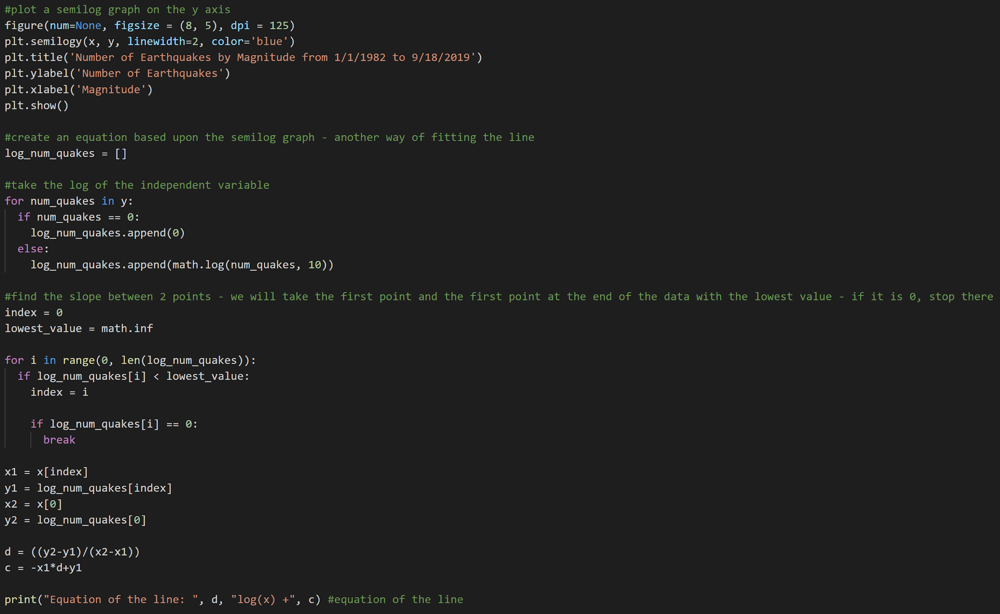 #plot a semilog graph on the y axis
figure(num=None, figsize = (8, 5), dpi = 125)
plt.semilogy(x, y, linewidth=2, color='blue')
plt.title('Number of Earthquakes by Magnitude from 1/1/1982 to 9/18/2019')
plt.ylabel('Number of Earthquakes')
plt.xlabel('Magnitude')
plt.show()

#create an equation based upon the semilog graph - another way of fitting the line
log_num_quakes = []

#take the log of the independent variable
for num_quakes in y:
  if num_quakes == 0:
    log_num_quakes.append(0)
  else:
    log_num_quakes.append(math.log(num_quakes, 10))

#find the slope between 2 points - we will take the first point and the first point at the end of the data with the lowest value - if it is 0, stop there
index = 0
lowest_value = math.inf

for i in range(0, len(log_num_quakes)):
  if log_num_quakes[i] < lowest_value:
    index = i

    if log_num_quakes[i] == 0:
      break

x1 = x[index]
y1 = log_num_quakes[index]
x2 = x[0]
y2 = log_num_quakes[0]

d = ((y2-y1)/(x2-x1))
c = -x1*d+y1

print("Equation of the line: ", d, "log(x) +", c) #equation of the line